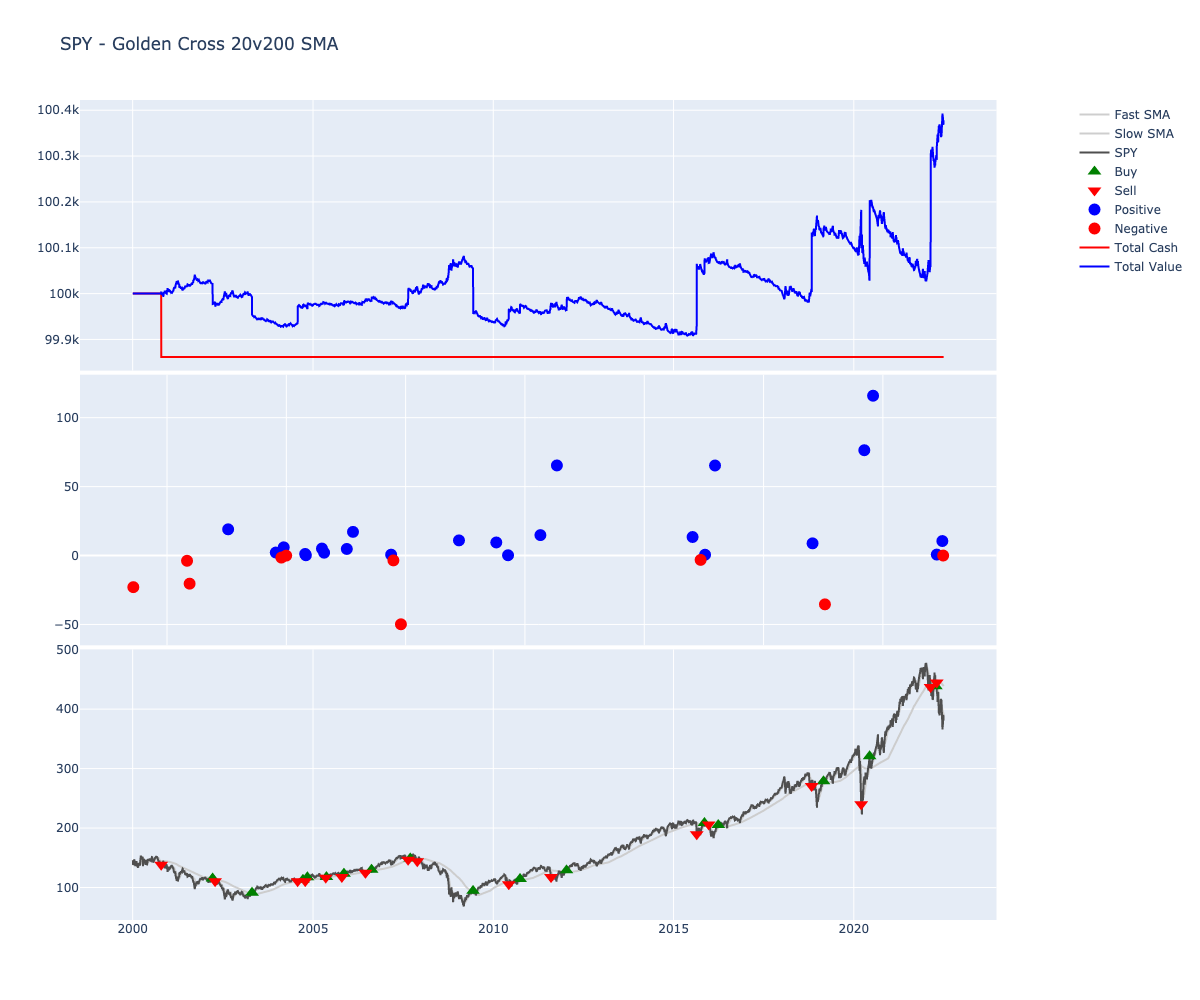 SPY - Golden Cross 20v200 SMA
100.4k
100.3k
100.2k
100.1k
100k
99.9k
Fast SMA
Slow SMA
SPY
Buy
Sell
Positive
Negative
Total Cash
Total Value
100
50
0
−50
500
400
300
200
100
2000 2005 2010 2015 2020